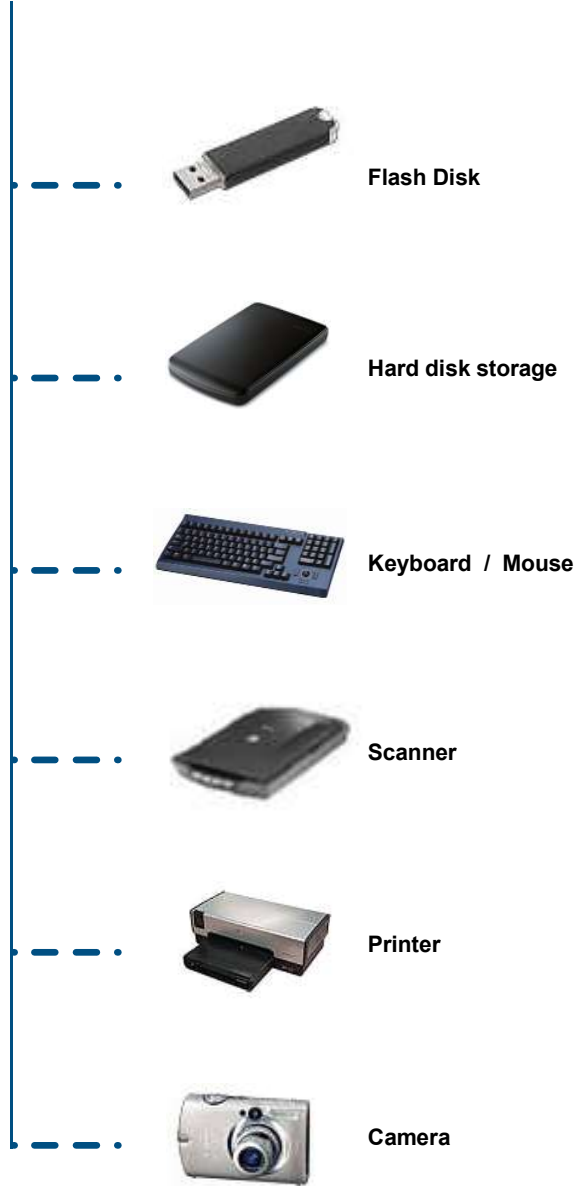 Flash Disk
Hard disk storage
Keyboard / Mouse
Scanner
Printer
Camera